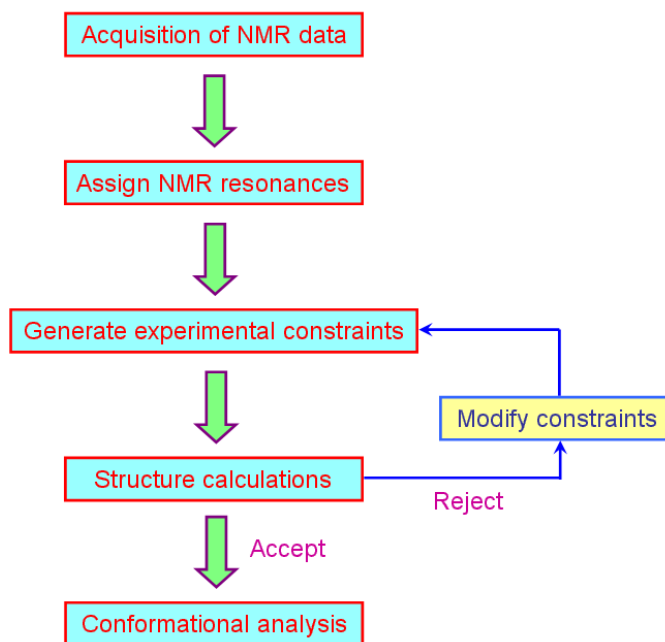 Acquisition of NMR data
Assign NMR resonances
Generate experimental constraints
Modify constraints
Structure calculations
Reject
Accept
Conformational analysis